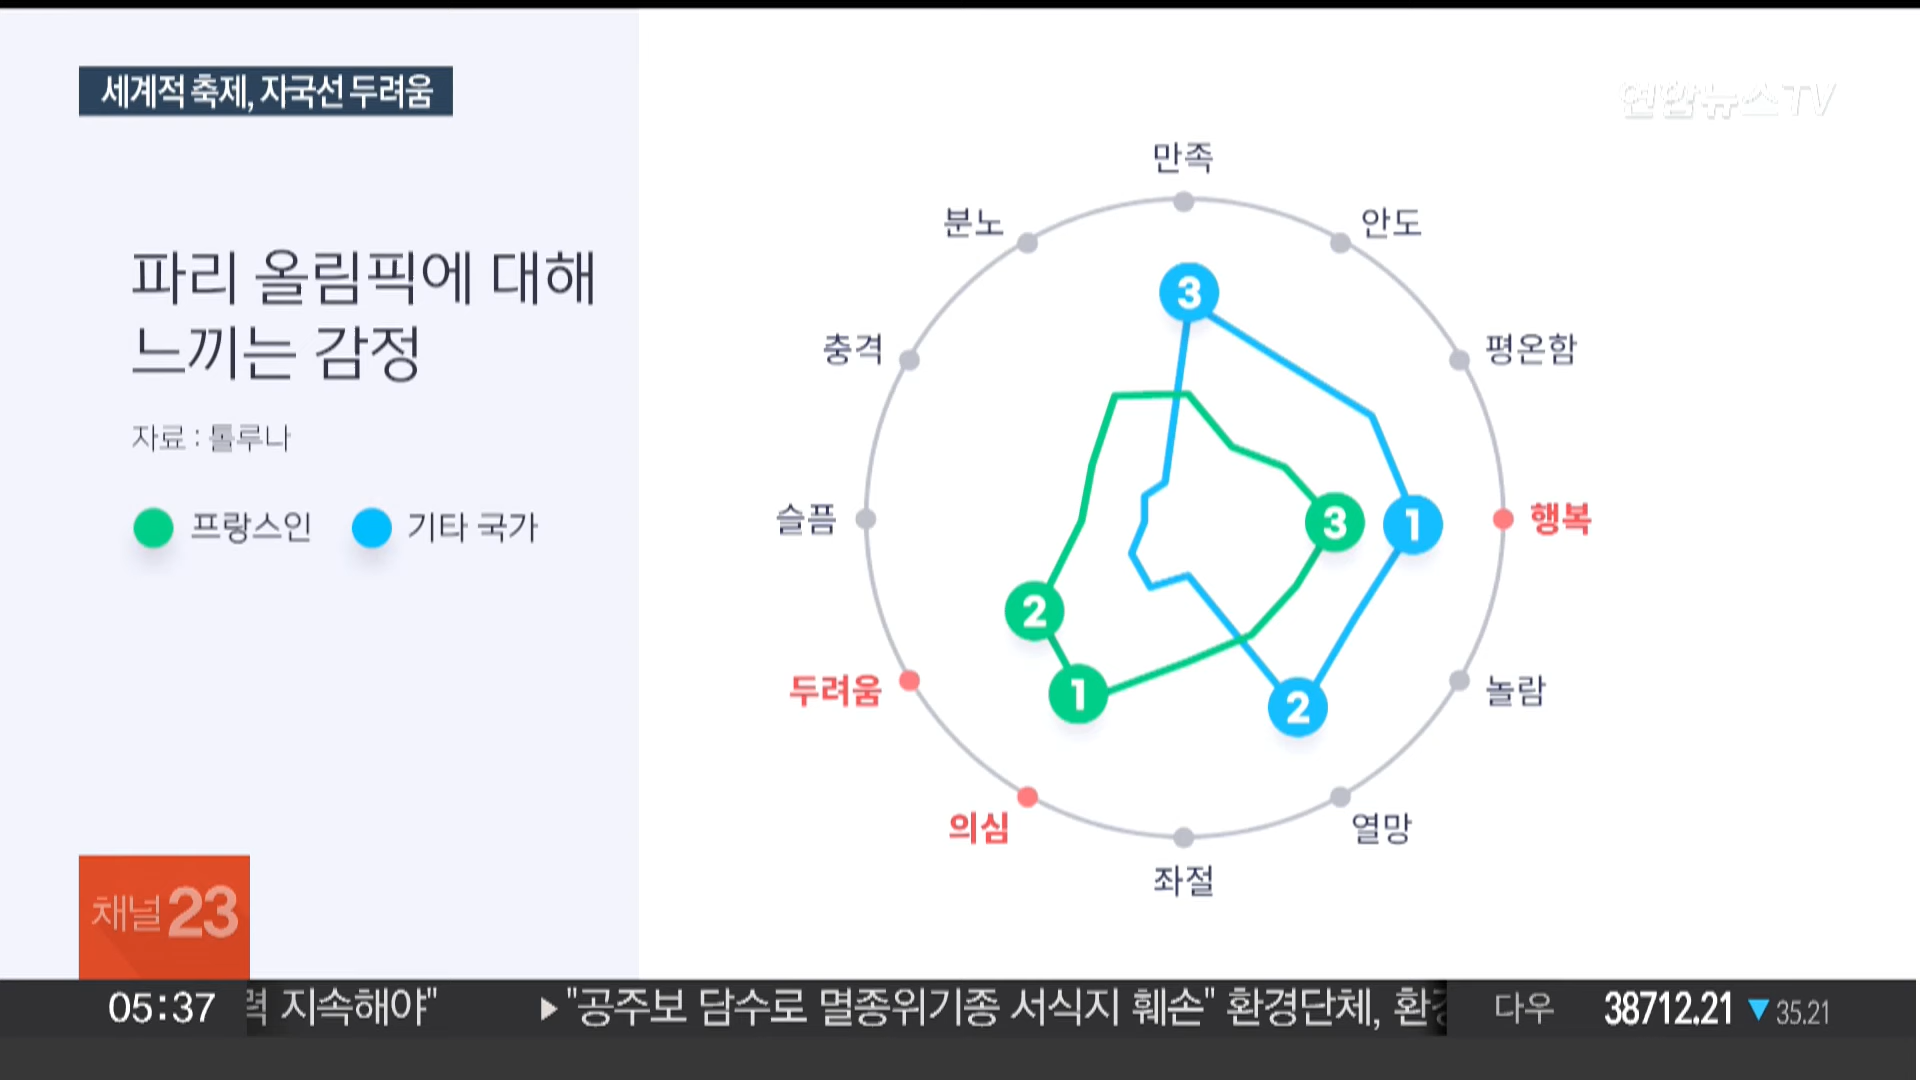 세계적 축제, 자국선 두려움
연합뉴스TV
파리 올림픽에 대해
느끼는 감정
자료 : 톨루나
프랑스인
기타 국가
만족
안도
평온함
행복
놀람
열망
좌절
의심
두려움
슬픔
충격
분노
3
1
2
3
2
1
채널 23
05:37
력 지속해야"
▶"공주보 담수로 멸종위기종 서식지 훼손" 환경단체,
다우 38712.21 ▼ 35.21